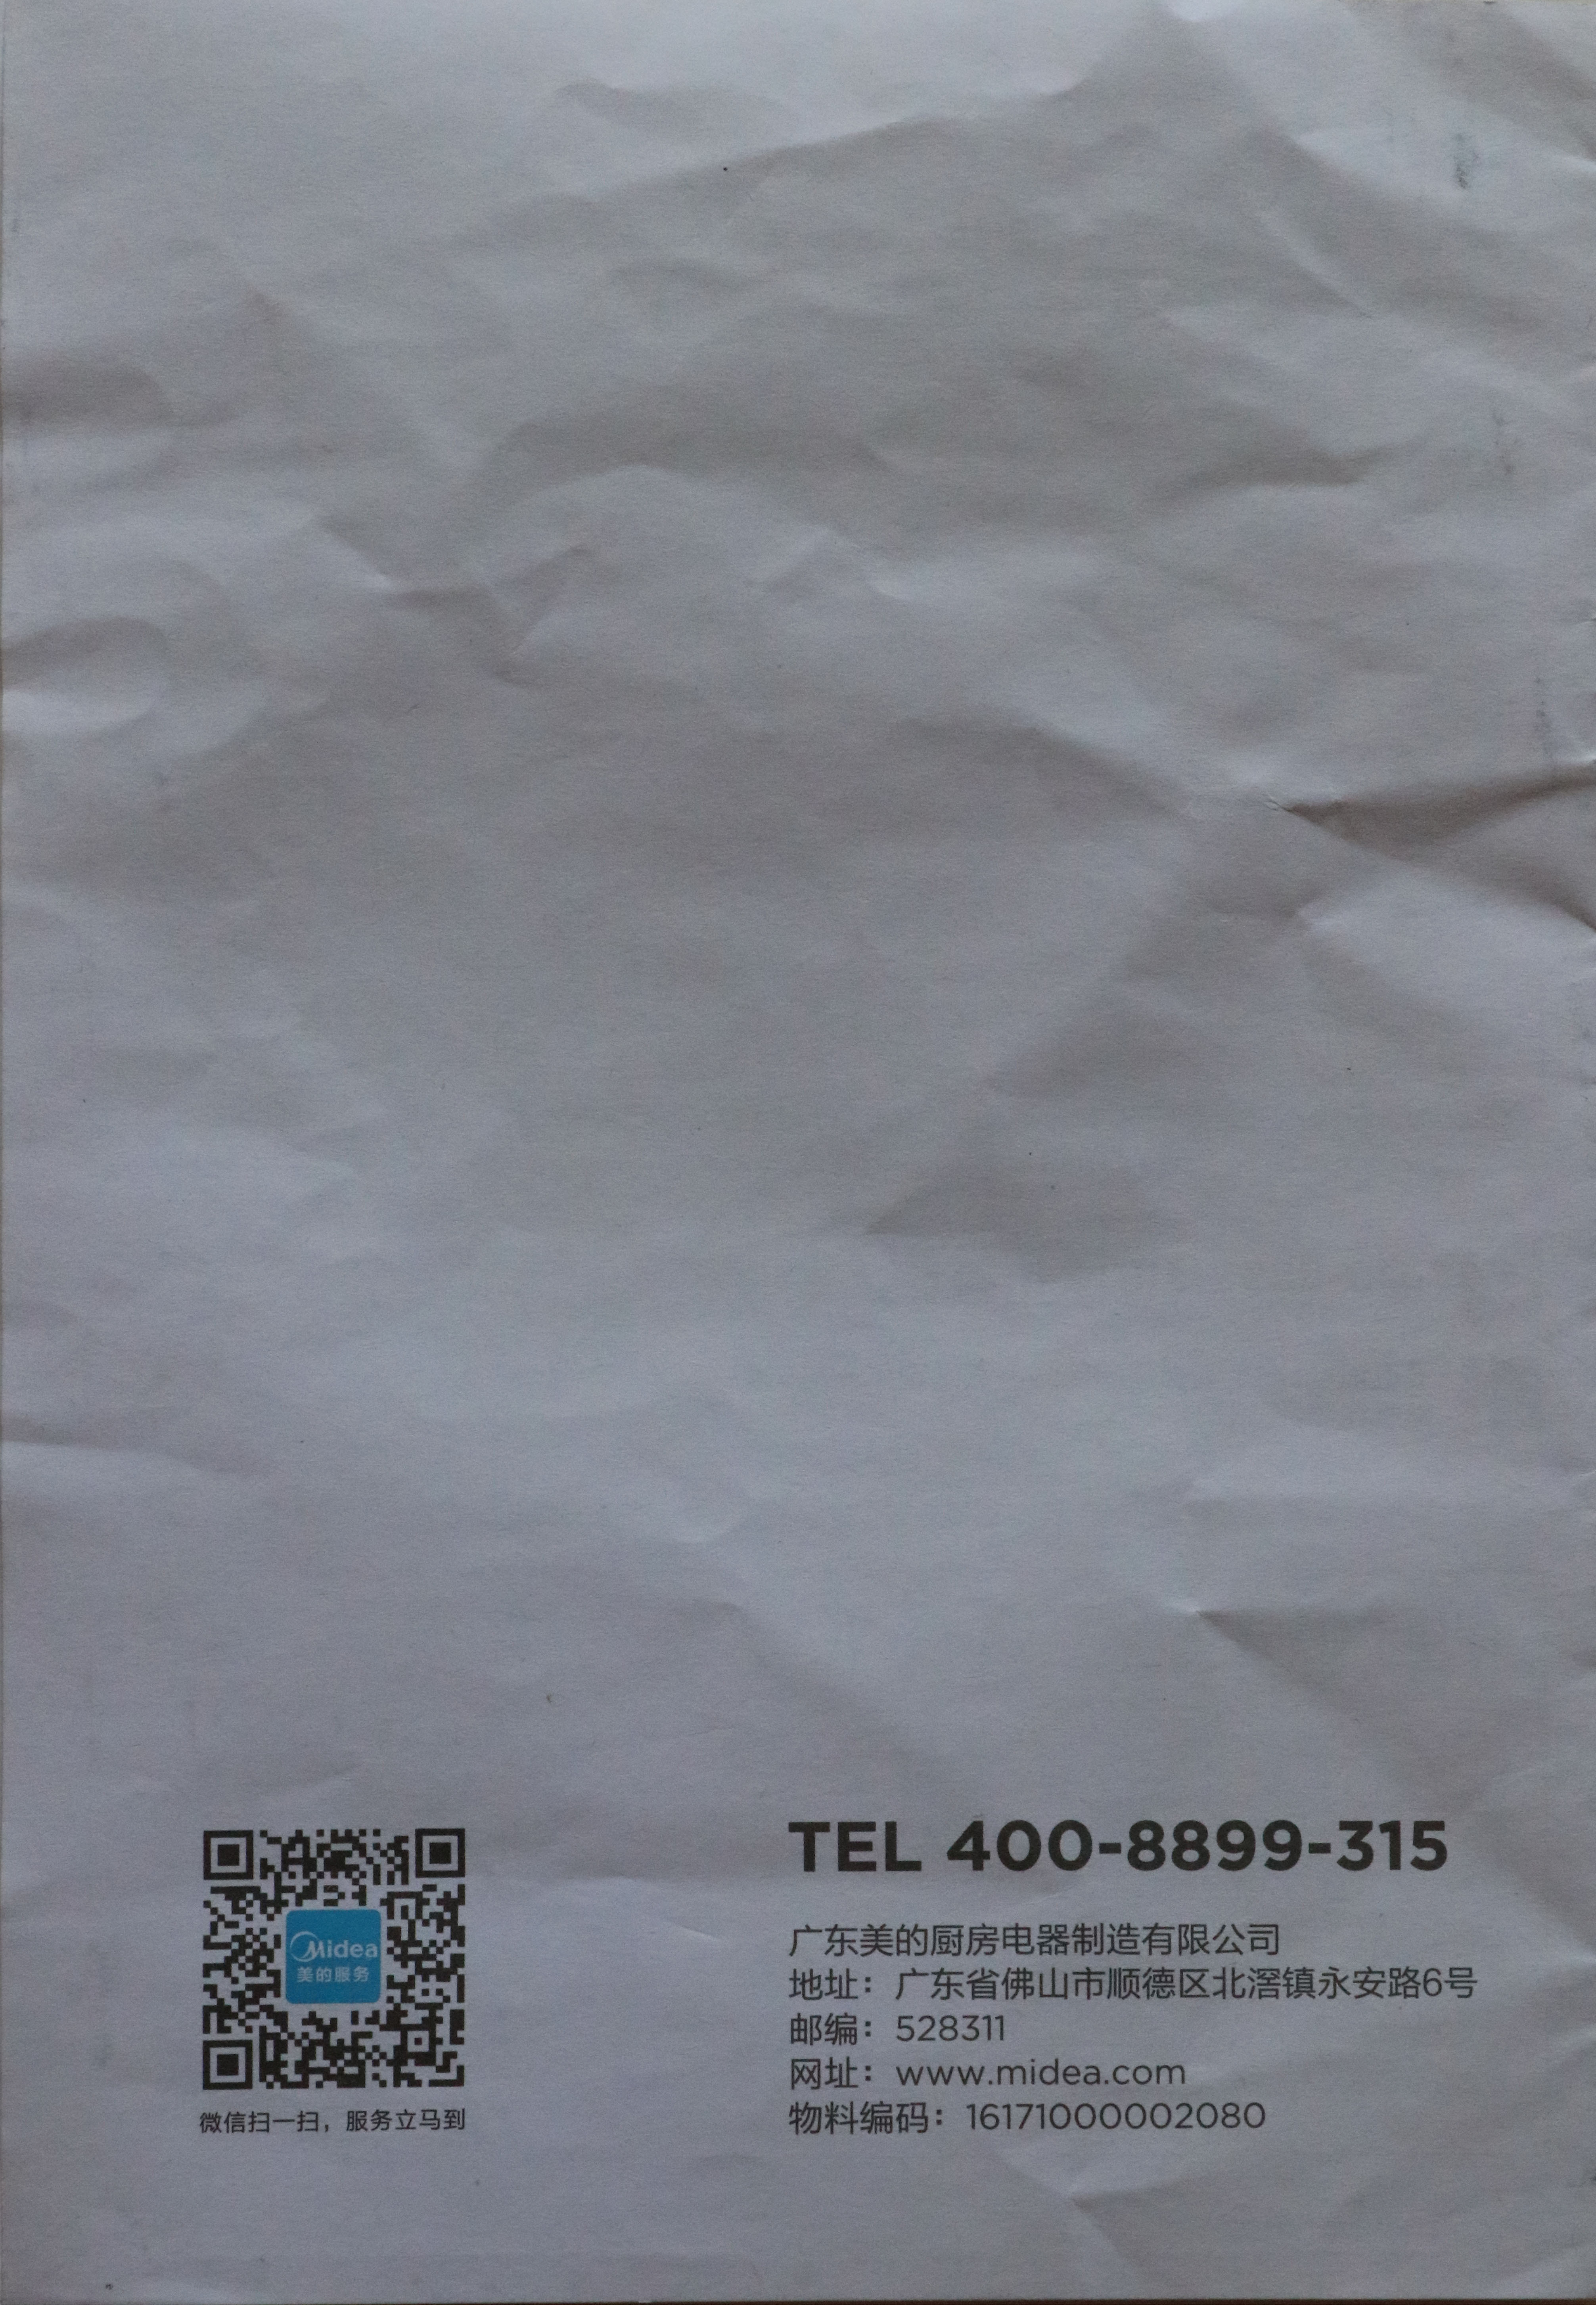 Midea
美的服务
微信扫一扫，服务立马到
TEL 400-8899-315
广东美的厨房电器制造有限公司
地址：广东省佛山市顺德区北滘镇永安路6号
邮编：528311
网址：www.midea.com
物料编码：16171000002080